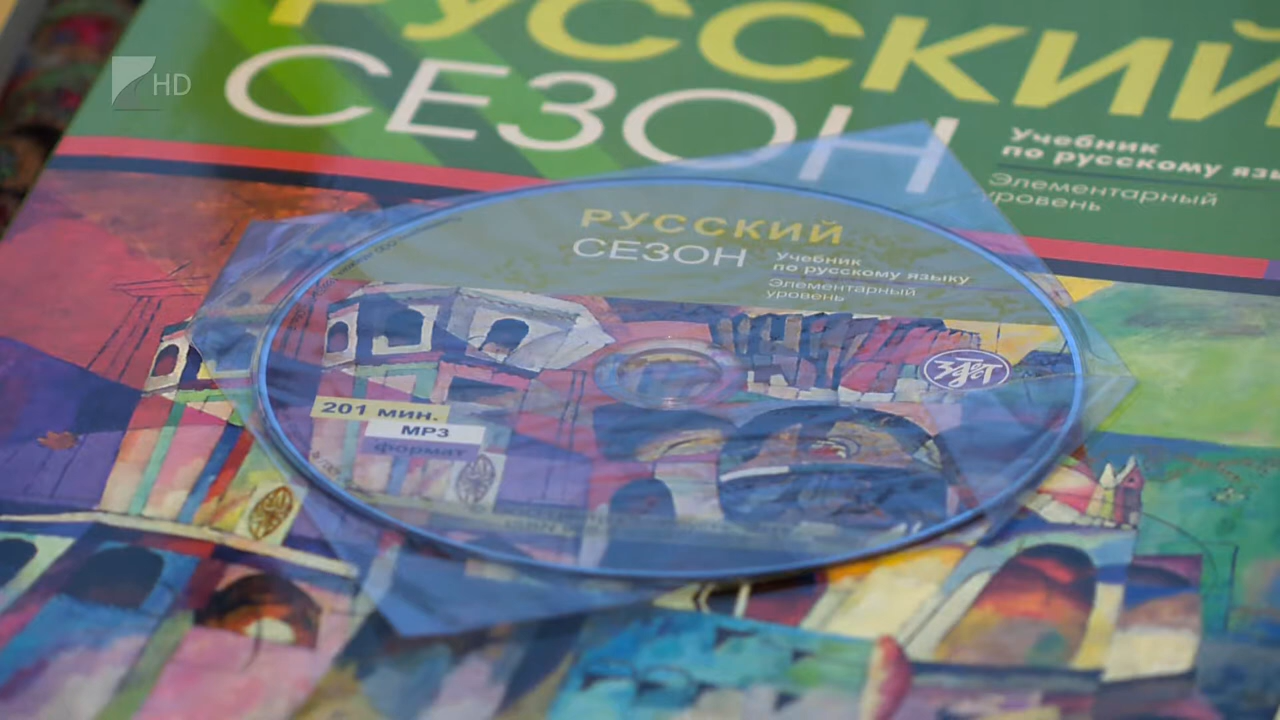 HD
РУССКИЙ
СЕЗОН
Учебник
по русскому язы
Элементарный
уровень
РУССКИЙ
СЕЗОН
Учебник
по русскому языку
Элементарный
уровень
Златоуст
201 мин.
MP3
формат